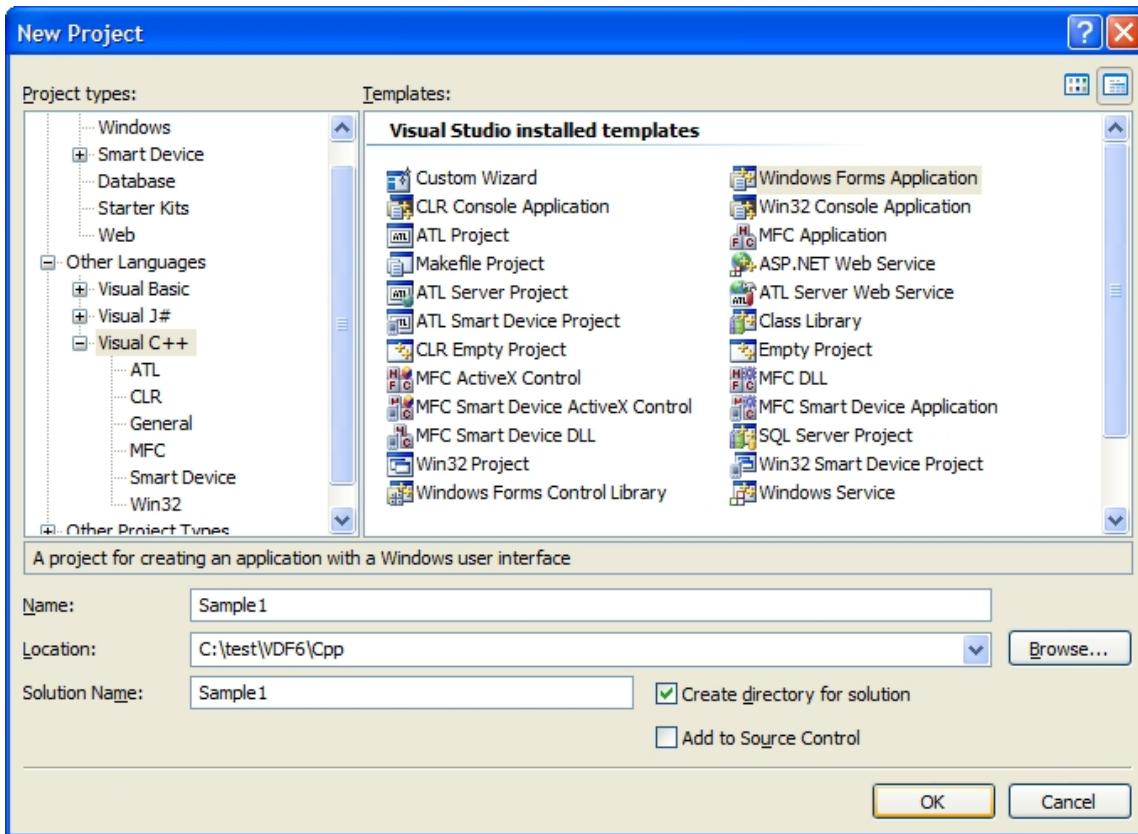 New Project
Project types:
Templates:
Windows
Smart Device
Database
Starter Kits
Web
Other Languages
Visual Basic
Visual J#
Visual C++
ATL
CLR
General
MFC
Smart Device
Win32
Other Project Types
Visual Studio installed templates
Custom Wizard
Windows Forms Application
CLR Console Application
Win32 Console Application
ATL Project
MFC Application
Makefile Project
ASP.NET Web Service
ATL Server Project
ATL Server Web Service
ATL Smart Device Project
Class Library
CLR Empty Project
Empty Project
MFC ActiveX Control
MFC DLL
MFC Smart Device ActiveX Control
MFC Smart Device Application
MFC Smart Device DLL
SQL Server Project
Win32 Project
Win32 Smart Device Project
Windows Forms Control Library
Windows Service
A project for creating an application with a Windows user interface
Name:
Sample1
Location:
C:\test\VDF6\Cpp
Browse...
Solution Name:
Sample1
Create directory for solution
Add to Source Control
OK
Cancel